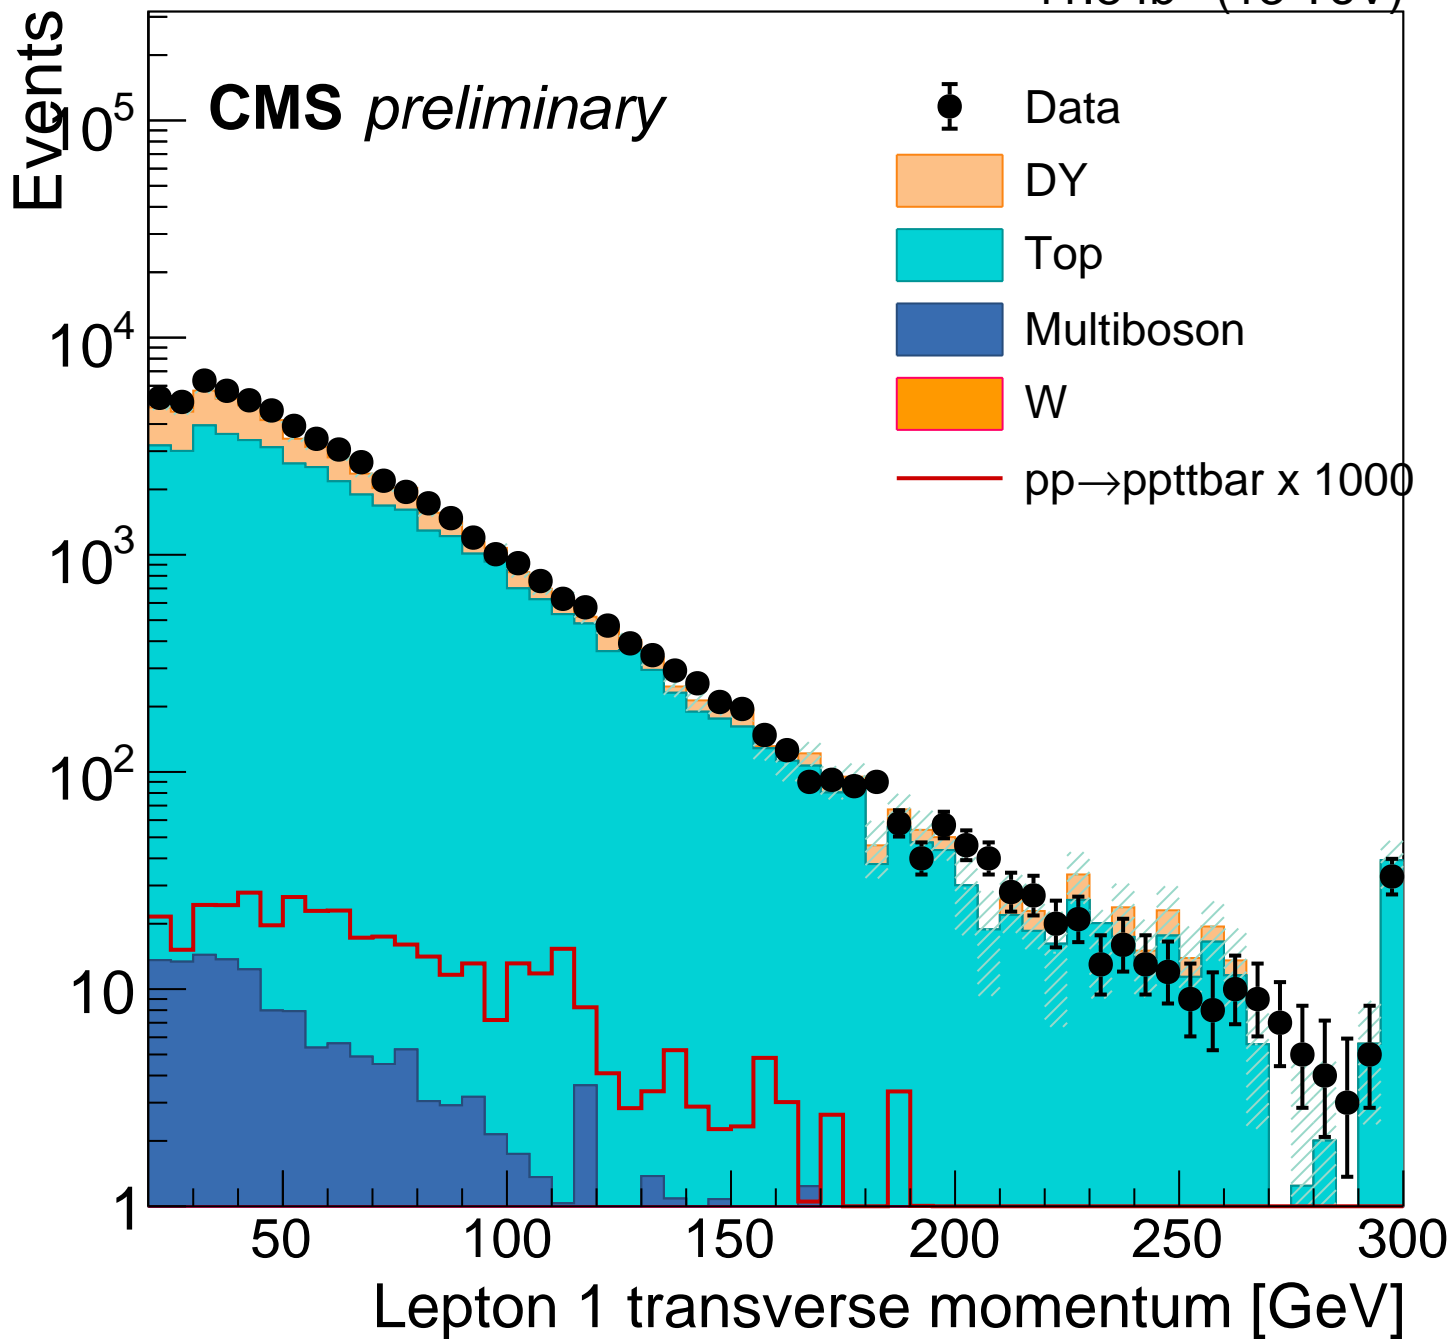 Events
CMS preliminary
Data
DY
Top
Multiboson
W
pp→ppttbar x 1000
10⁵
10⁴
10³
10²
10
1
50 100 150 200 250 300
Lepton 1 transverse momentum [GeV]